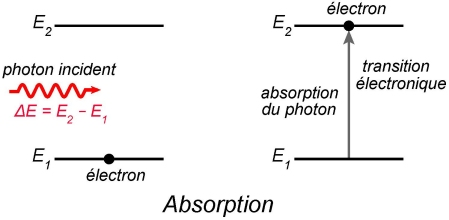 E2
photon incident
ΔE = E2 – E1
E1
électron
électron
E2
absorption
du photon
transition
électronique
E1
Absorption